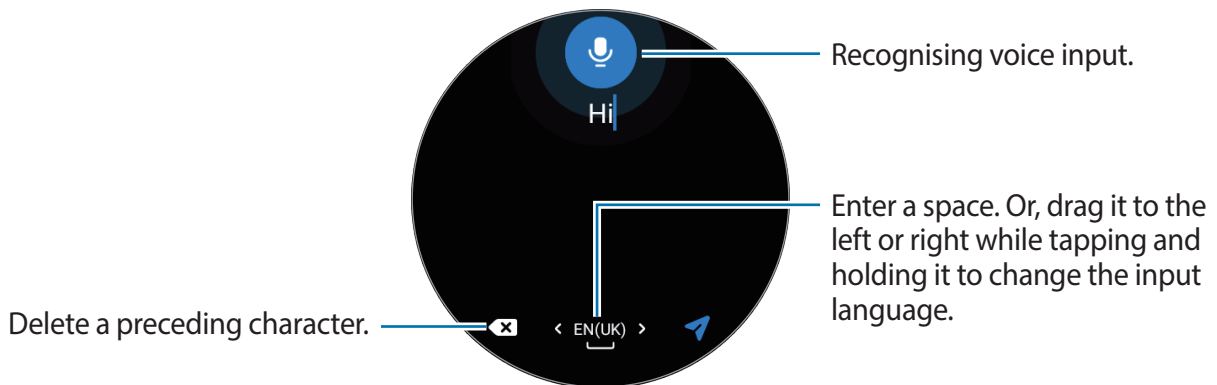 Recognising voice input.
Hi
Enter a space. Or, drag it to the
left or right while tapping and
holding it to change the input
language.
Delete a preceding character.
< EN(UK) >